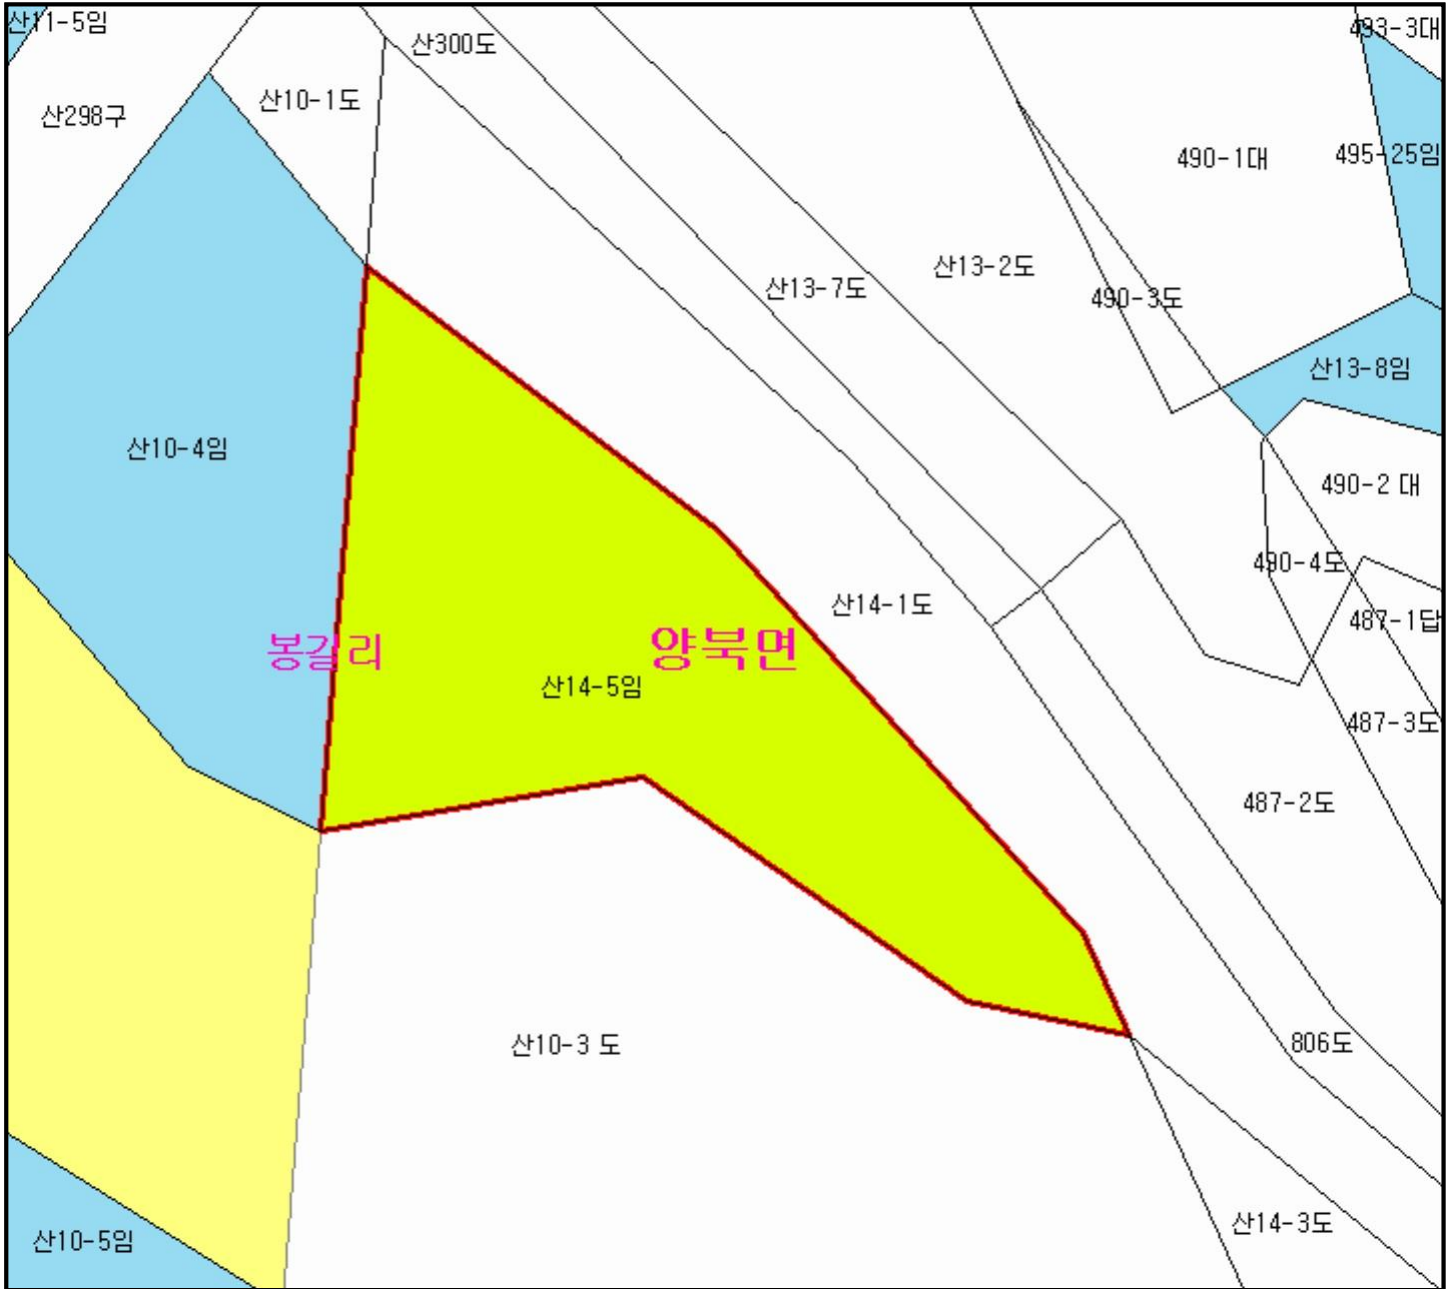 산11-5임
493-3대
산300도
산10-1도
산298구
490-1대
495-25임
산13-2도
산13-7도
490-3도
산13-8임
산10-4임
490-2 대
490-4도
산14-1도
487-1답
봉길리
양북면
산14-5임
487-3도
487-2도
산10-3 도
806도
산14-3도
산10-5임